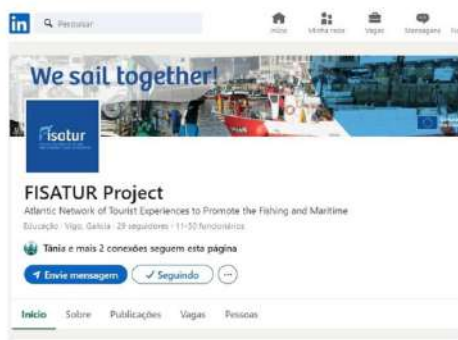 in
Pesquisar
Início
Minha rede
Vagas
Mensagens
We sail together!
Fisatur
FISATUR Project
Atlantic Network of Tourist Experiences to Promote the Fishing and Maritime
Educação · Vigo, Galicia · 29 seguidores · 11-50 funcionários
Tânia e mais 2 conexões seguem esta página
Envie mensagem
Seguindo
Início Sobre Publicações Vagas Pessoas